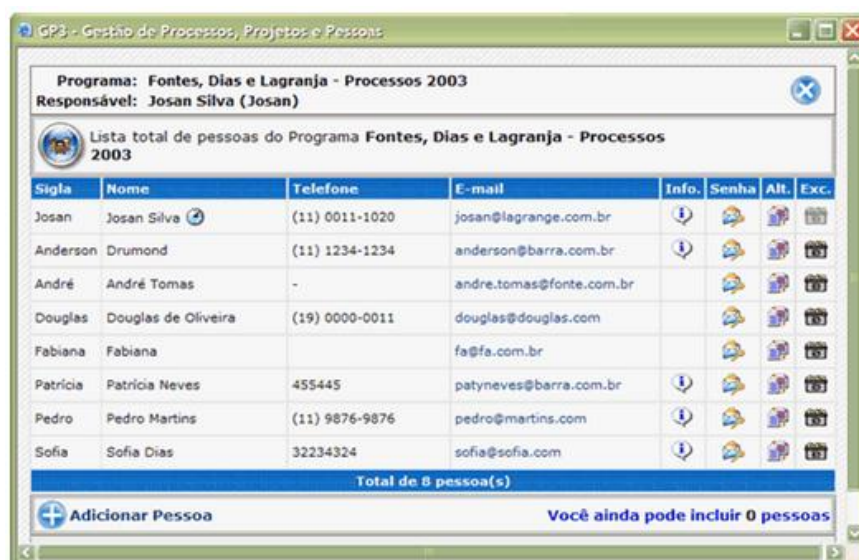 GP3 - Gestão de Processos, Projetos e Pessoas
Programa: Fontes, Dias e Lagranja - Processos 2003
Responsável: Josan Silva (Josan)
Lista total de pessoas do Programa Fontes, Dias e Lagranja - Processos
2003
Sigla Nome Telefone E-mail Info. Senha Alt. Exc.
Josan Josan Silva (11) 0011-1020 josan@lagrange.com.br
Anderson Drumond (11) 1234-1234 anderson@barra.com.br
André André Tomas - andre.tomas@fonte.com.br
Douglas Douglas de Oliveira (19) 0000-0011 douglas@douglas.com
Fabiana Fabiana fa@fa.com.br
Patrícia Patrícia Neves 455445 patyneves@barra.com.br
Pedro Pedro Martins (11) 9876-9876 pedro@martins.com
Sofia Sofia Dias 32234324 sofia@sofia.com
Total de 8 pessoa(s)
Adicionar Pessoa Você ainda pode incluir 0 pessoas